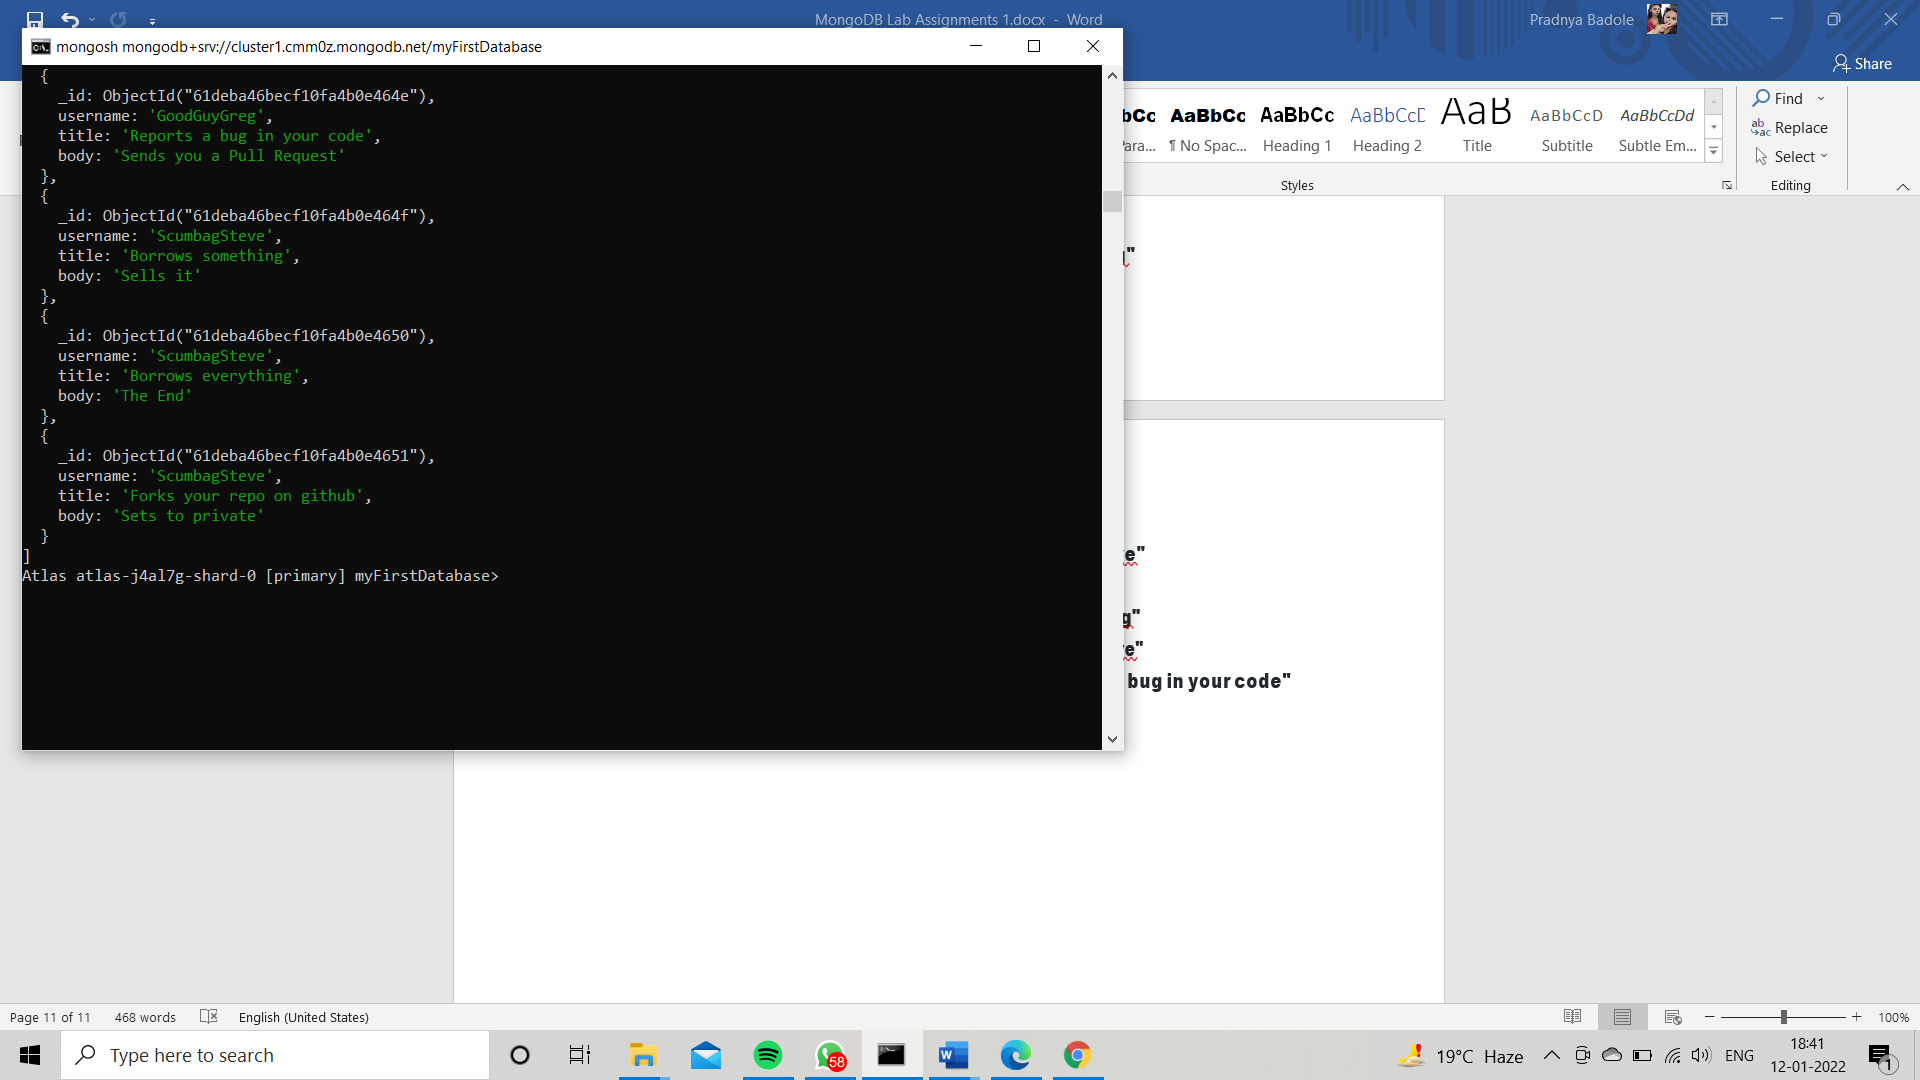 MongoDB Lab Assignments 1.docx - Word
Pradnya Badole
mongosh mongodb+srv://cluster1.cmm0z.mongodb.net/myFirstDatabase
Share
{
_id: ObjectId("61deba46becf10fa4b0e464e"),
username: 'GoodGuyGreg',
title: 'Reports a bug in your code',
body: 'Sends you a Pull Request'
},
{
_id: ObjectId("61deba46becf10fa4b0e464f"),
username: 'ScumbagSteve',
title: 'Borrows something',
body: 'Sells it'
},
{
_id: ObjectId("61deba46becf10fa4b0e4650"),
username: 'ScumbagSteve',
title: 'Borrows everything',
body: 'The End'
},
{
_id: ObjectId("61deba46becf10fa4b0e4651"),
username: 'ScumbagSteve',
title: 'Forks your repo on github',
body: 'Sets to private'
}
]
Atlas atlas-j4al7g-shard-0 [primary] myFirstDatabase>
bCc AaBbCc AaBbCc AaBbCcD AaB AaBbCcD AaBbCcDd
Para... ¶ No Spac... Heading 1 Heading 2 Title Subtitle Subtle Em...
Styles
Find
Replace
Select
Editing
"
e"
g"
e"
bug in your code"
Page 11 of 11 468 words English (United States) 100%
Type here to search
58
19°C Haze
ENG
18:41
12-01-2022
1